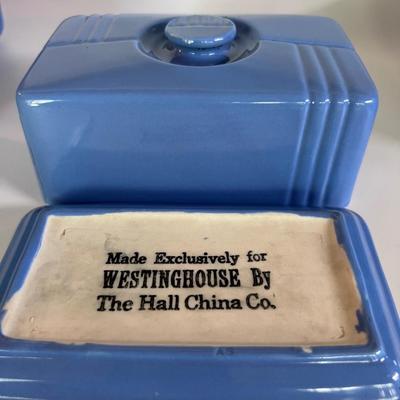 Made Exclusively for
WESTINGHOUSE By
The Hall China Co.